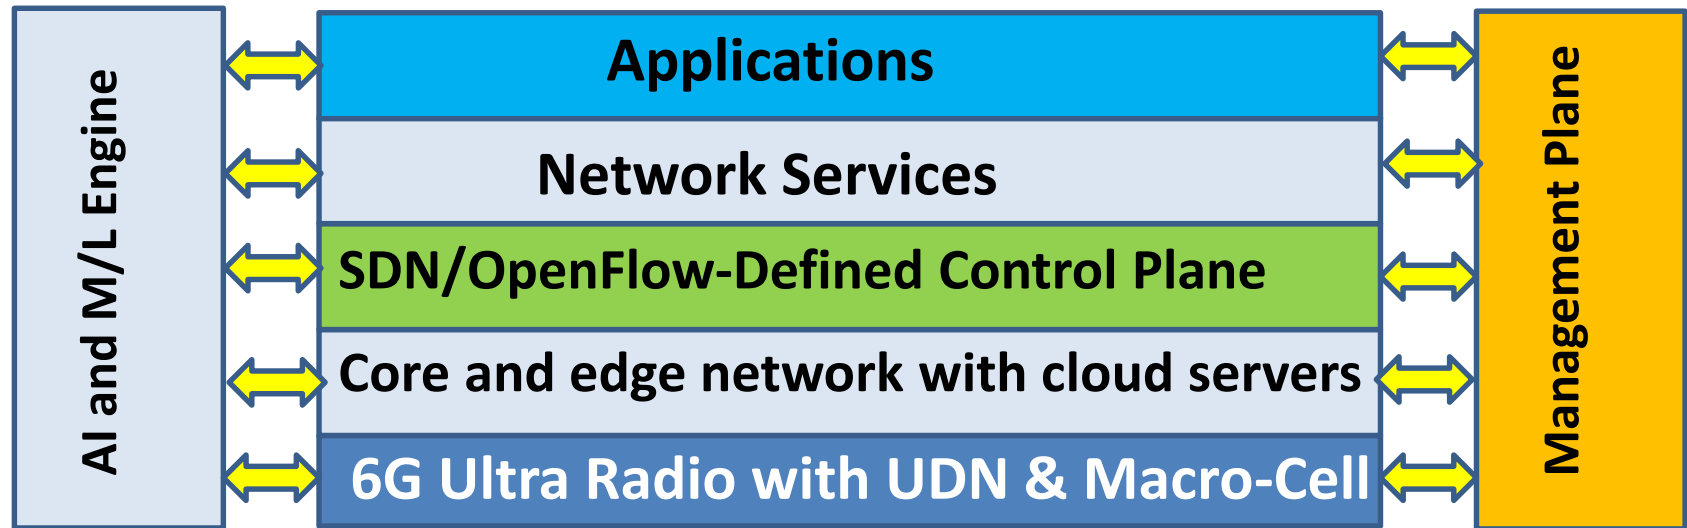 AI and M/L Engine
Applications
Network Services
SDN/OpenFlow-Defined Control Plane
Core and edge network with cloud servers
6G Ultra Radio with UDN & Macro-Cell
Management Plane